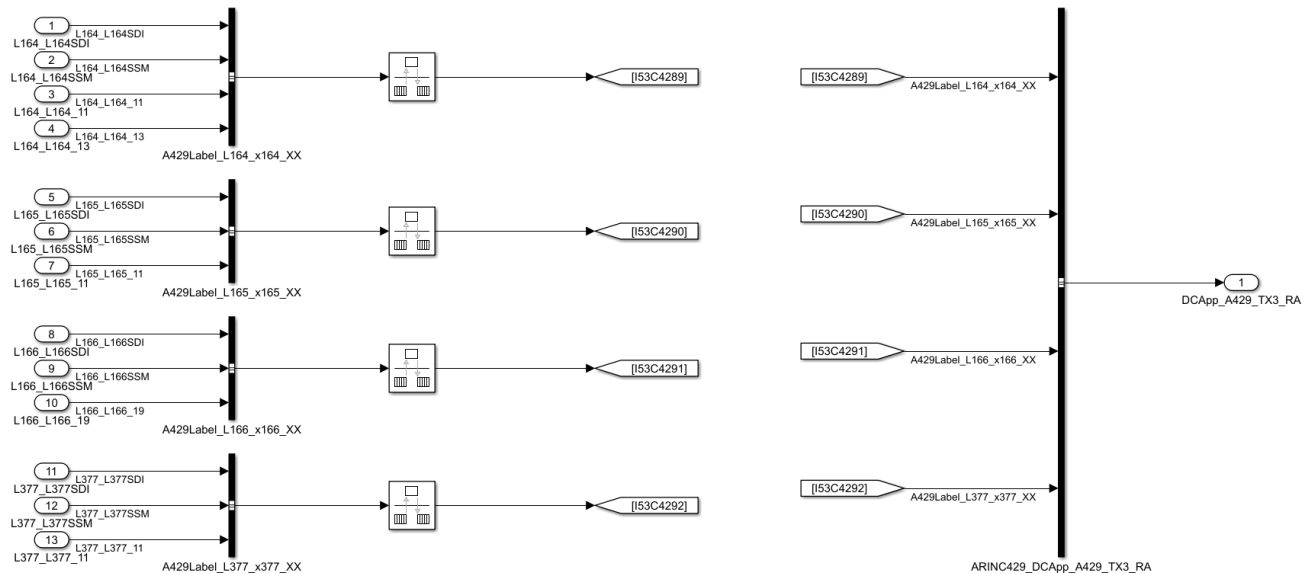 1
L164_L164SDI
L164_L164SDI
2
L164_L164SSM
L164_L164SSM
3
L164_L164_11
L164_L164_11
4
L164_L164_13
L164_L164_13
A429Label_L164_x164_XX
[I53C4289]
[I53C4289]
A429Label_L164_x164_XX
5
L165_L165SDI
L165_L165SDI
6
L165_L165SSM
L165_L165SSM
7
L165_L165_11
L165_L165_11
A429Label_L165_x165_XX
[I53C4290]
[I53C4290]
A429Label_L165_x165_XX
1
DCApp_A429_TX3_RA
8
L166_L166SDI
L166_L166SDI
9
L166_L166SSM
L166_L166SSM
10
L166_L166_19
L166_L166_19
A429Label_L166_x166_XX
[I53C4291]
[I53C4291]
A429Label_L166_x166_XX
11
L377_L377SDI
L377_L377SDI
12
L377_L377SSM
L377_L377SSM
13
L377_L377_11
L377_L377_11
A429Label_L377_x377_XX
[I53C4292]
[I53C4292]
A429Label_L377_x377_XX
ARINC429_DCApp_A429_TX3_RA